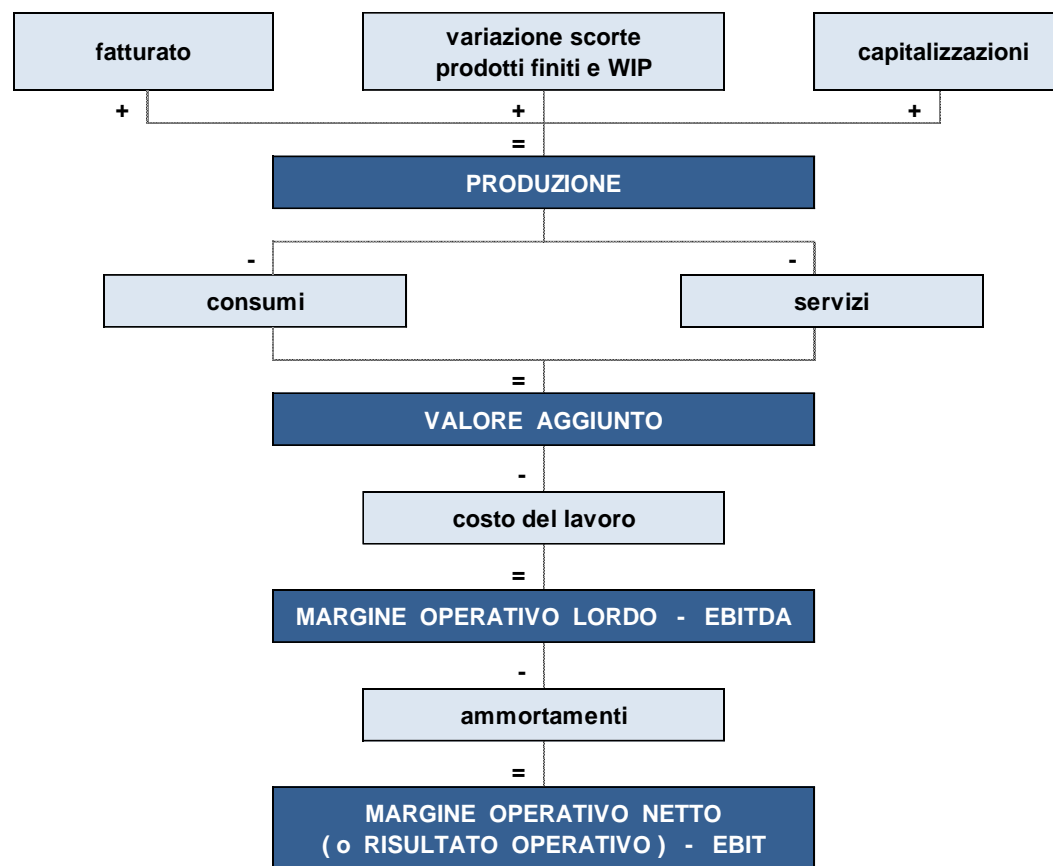 fatturato
variazione scorte
prodotti finiti e WIP
capitalizzazioni
+
+
+
=
PRODUZIONE
-
-
consumi
servizi
=
VALORE AGGIUNTO
-
costo del lavoro
=
MARGINE OPERATIVO LORDO - EBITDA
-
ammortamenti
=
MARGINE OPERATIVO NETTO
( o RISULTATO OPERATIVO ) - EBIT